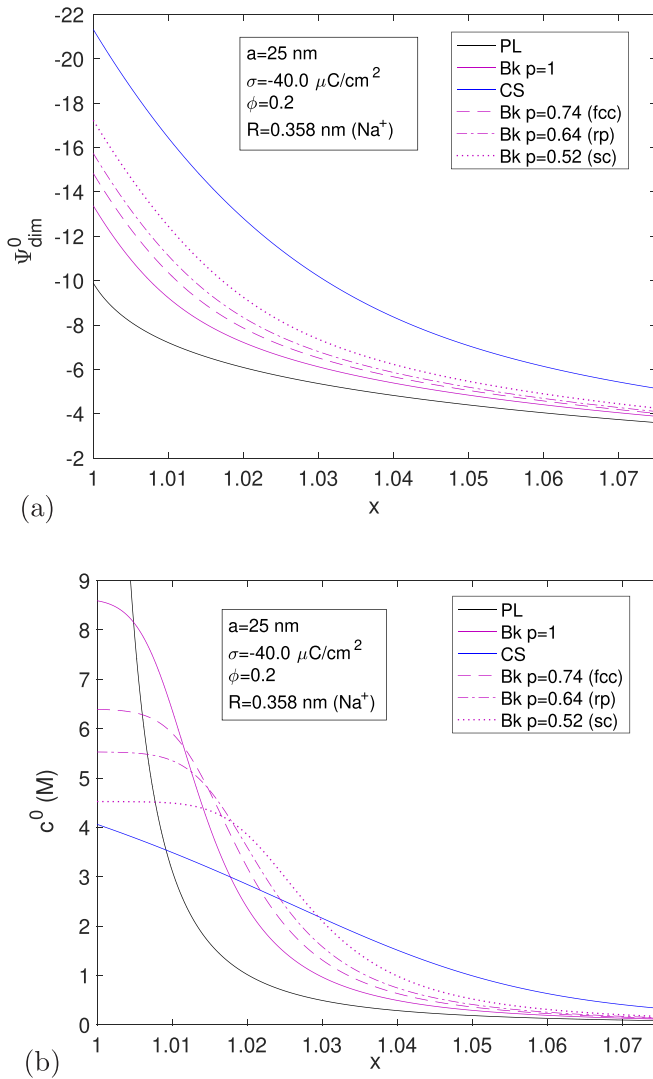 -22
-20
-18
-16
-14
-12
-10
-8
-6
-4
-2
Ψ⁰dim
a=25 nm
σ=-40.0 μC/cm²
ϕ=0.2
R=0.358 nm (Na⁺)
PL
Bk p=1
CS
Bk p=0.74 (fcc)
Bk p=0.64 (rp)
Bk p=0.52 (sc)
1 1.01 1.02 1.03 1.04 1.05 1.06 1.07
x
(a)
9
8
7
6
5
4
3
2
1
0
c⁰ (M)
a=25 nm
σ=-40.0 μC/cm²
ϕ=0.2
R=0.358 nm (Na⁺)
PL
Bk p=1
CS
Bk p=0.74 (fcc)
Bk p=0.64 (rp)
Bk p=0.52 (sc)
1 1.01 1.02 1.03 1.04 1.05 1.06 1.07
x
(b)